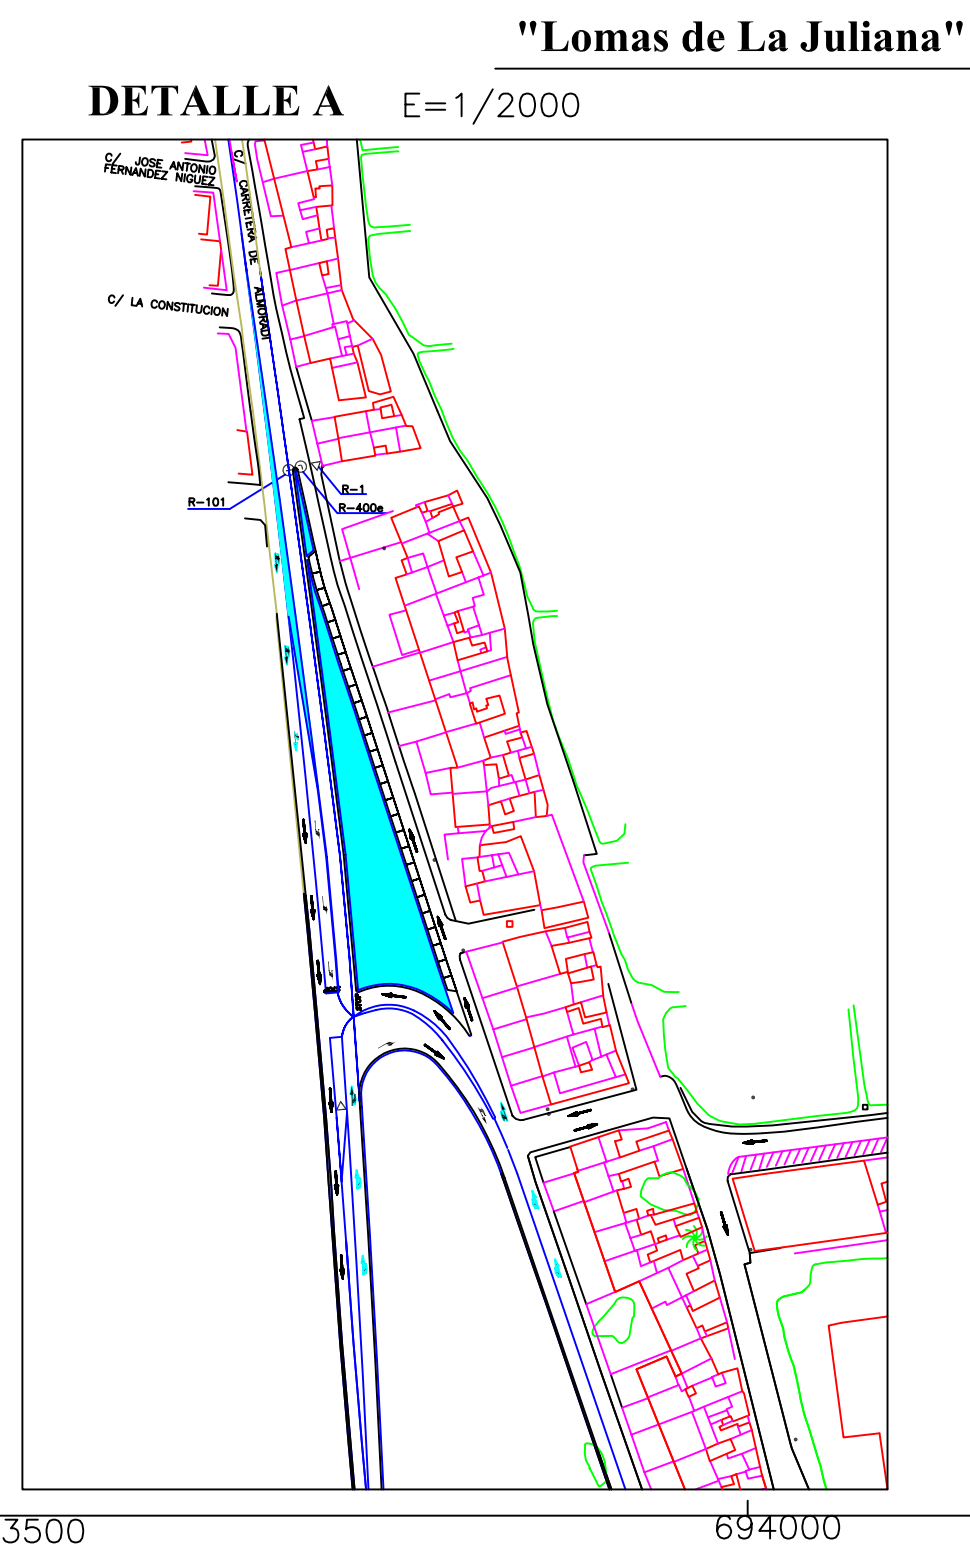 "Lomas de La Juliana"
DETALLE A E=1/2000
C/ JOSE ANTONIO
FERNANDEZ NIGUEZ
C/ CARRETERA DE ALMORADI
C/ LA CONSTITUCION
R-1
R-101
R-400e
STOP
3500
694000